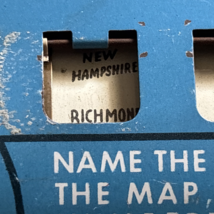 NEW
HAMPSHIRE
RICHMON
NAME THE
THE MAP,